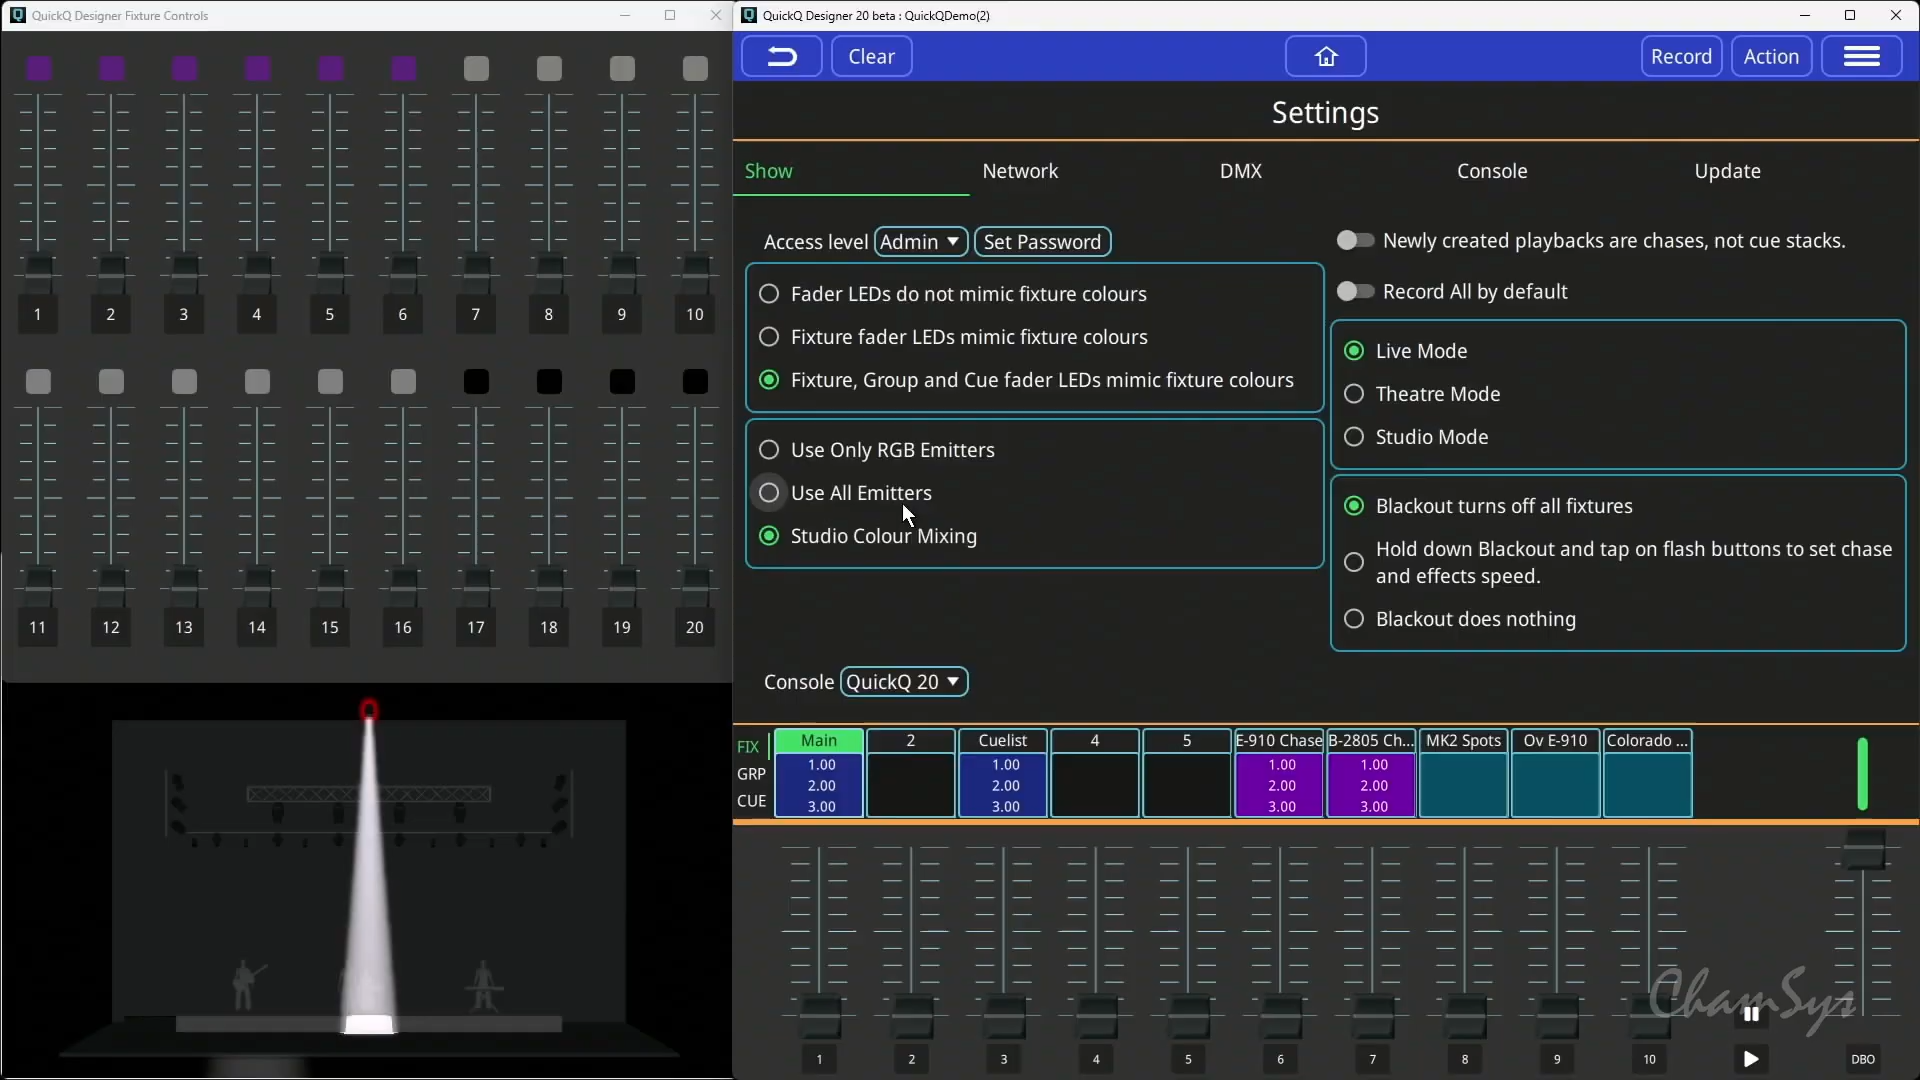 QuickQ Designer Fixture Controls
1 2 3 4 5 6 7 8 9 10
11 12 13 14 15 16 17 18 19 20
QuickQ Designer 20 beta : QuickQDemo(2)
Clear
Record
Action
Settings
Show
Network
DMX
Console
Update
Access level Admin Set Password
Fader LEDs do not mimic fixture colours
Fixture fader LEDs mimic fixture colours
Fixture, Group and Cue fader LEDs mimic fixture colours
Use Only RGB Emitters
Use All Emitters
Studio Colour Mixing
Newly created playbacks are chases, not cue stacks.
Record All by default
Live Mode
Theatre Mode
Studio Mode
Blackout turns off all fixtures
Hold down Blackout and tap on flash buttons to set chase
and effects speed.
Blackout does nothing
Console QuickQ 20
FIX
GRP
CUE
Main 2 Cuelist 4 5 E-910 Chase B-2805 Ch... MK2 Spots Ov E-910 Colorado ...
1.00 1.00 1.00 1.00
2.00 2.00 2.00 2.00
3.00 3.00 3.00 3.00
ChamSys
1 2 3 4 5 6 7 8 9 10 DBO